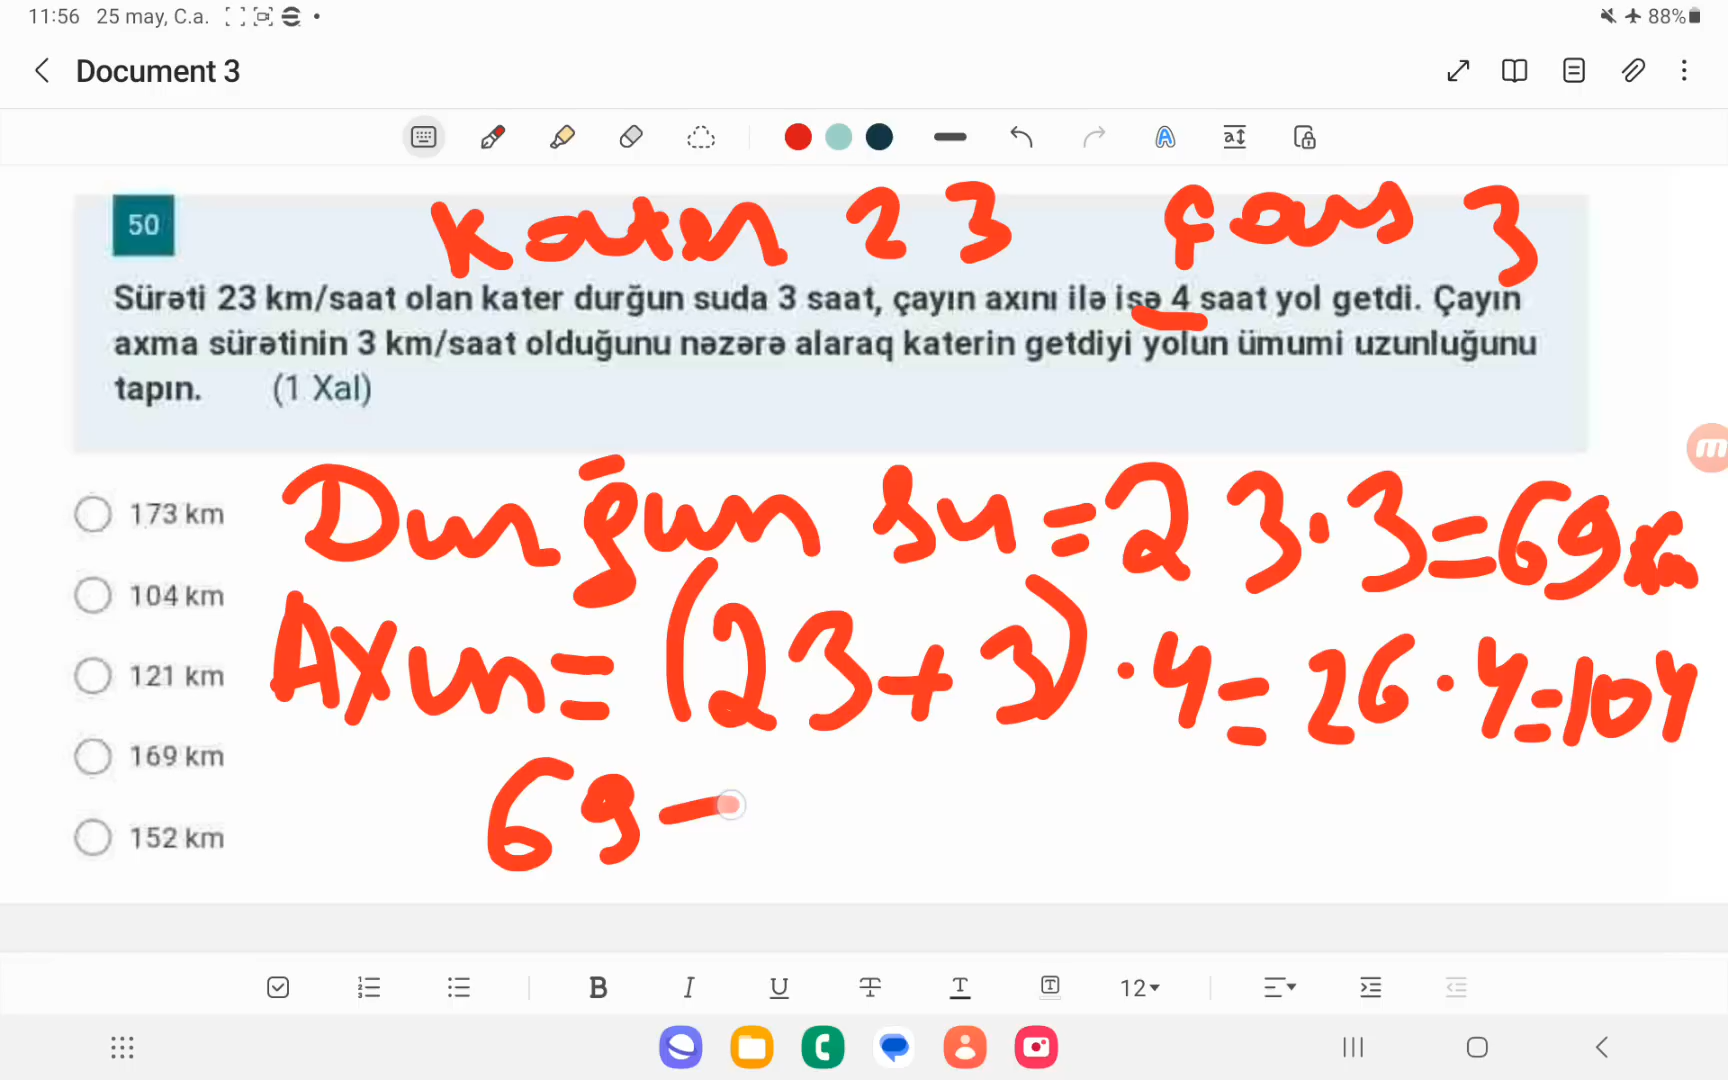 11:56 25 may, C.a.
88%
Document 3
50
Kater 23 Çays 3
Sürəti 23 km/saat olan kater durğun suda 3 saat, çayın axını ilə isə 4 saat yol getdi. Çayın
axma sürətinin 3 km/saat olduğunu nəzərə alaraq katerin getdiyi yolun ümumi uzunluğunu
tapın. (1 Xal)
173 km
Durğun su=23·3=69km
104 km
Axın=(23+3)·4=26·4=104
121 km
169 km
69-
152 km
B I U T T T 12